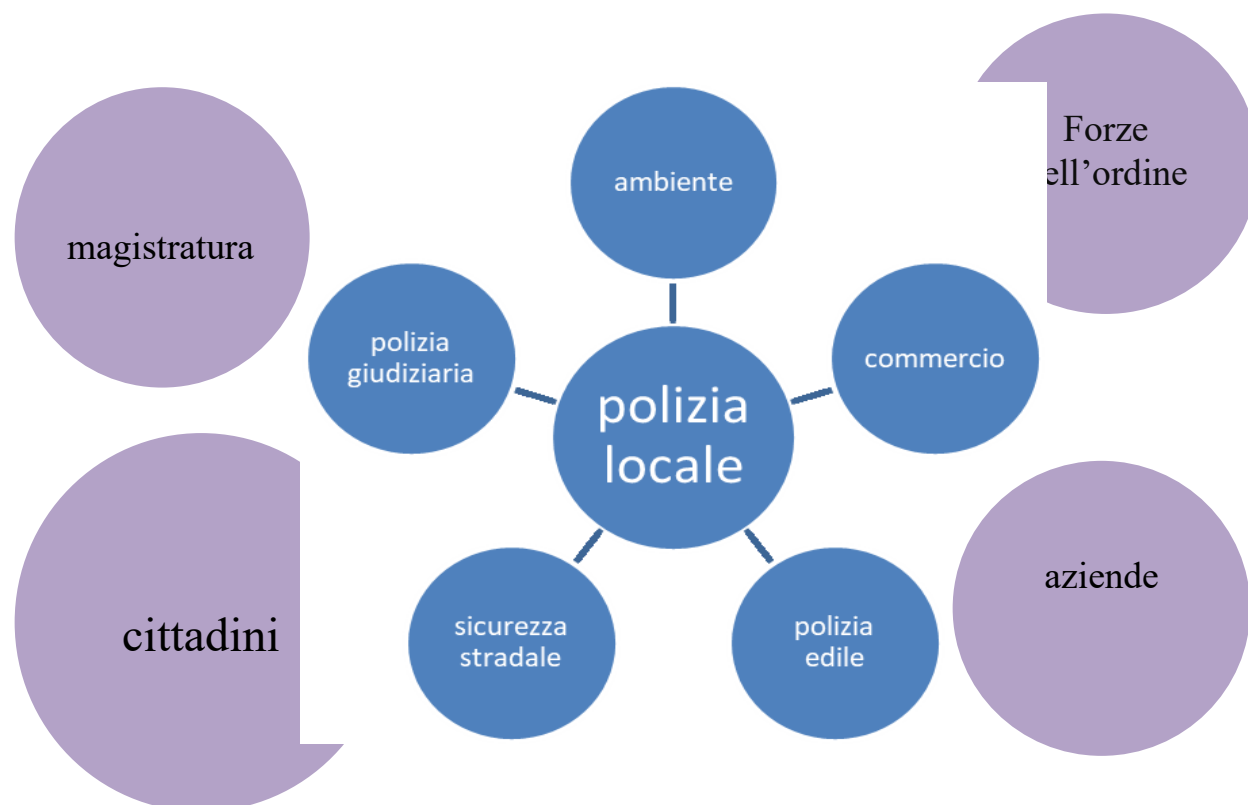 Forze
ell’ordine
ambiente
magistratura
polizia
giudiziaria
commercio
polizia
locale
aziende
cittadini
sicurezza
stradale
polizia
edile